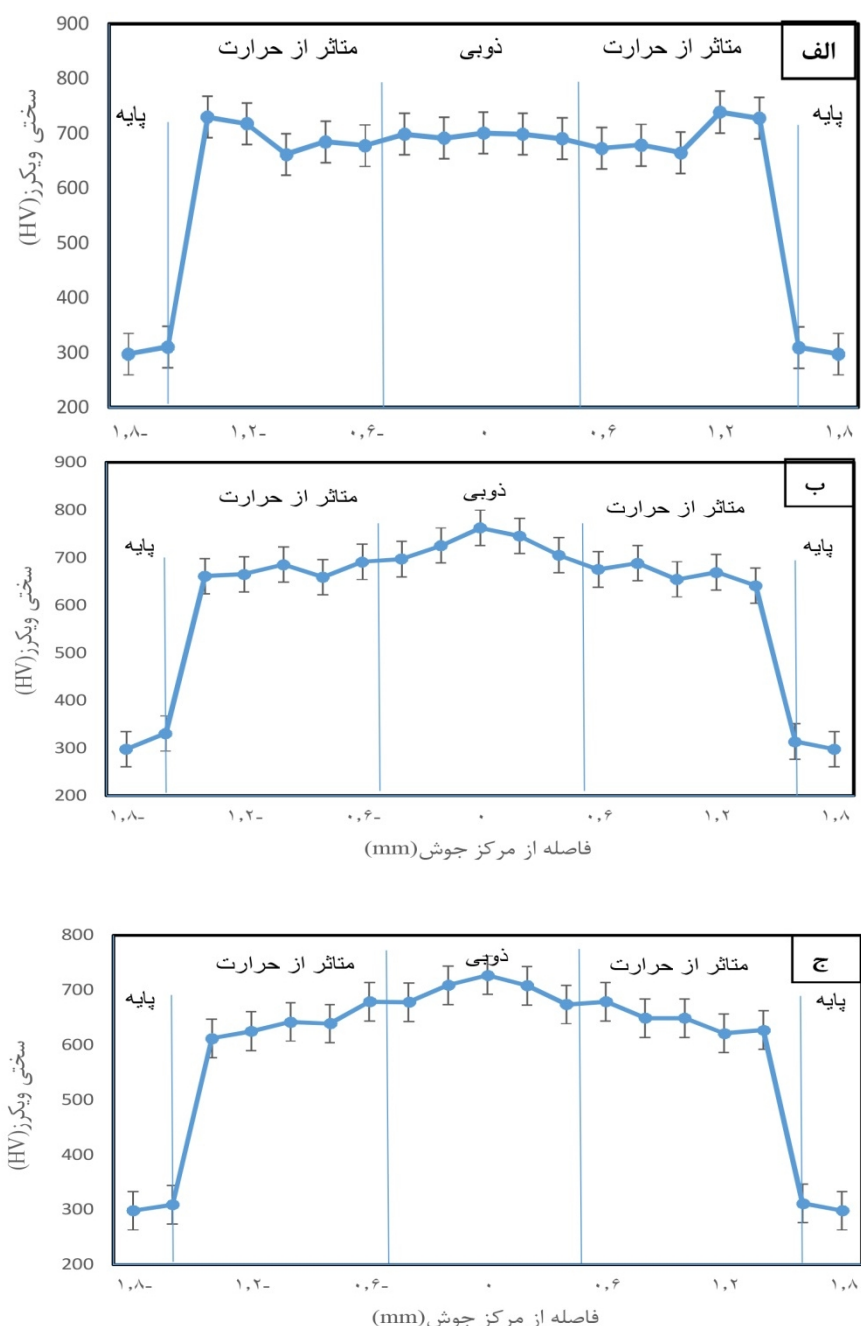 الف
متاثر از حرارت ذوبی متاثر از حرارت
پایه پایه
سختی ویکرز(HV)
900
800
700
600
500
400
300
200
-۱,۸ -۱,۲ -۰,۶ ۰ ۰,۶ ۱,۲ ۱,۸
ب
متاثر از حرارت ذوبی متاثر از حرارت
پایه پایه
سختی ویکرز(HV)
900
800
700
600
500
400
300
200
-۱,۸ -۱,۲ -۰,۶ ۰ ۰,۶ ۱,۲ ۱,۸
فاصله از مرکز جوش(mm)
ج
متاثر از حرارت ذوبی متاثر از حرارت
پایه پایه
سختی ویکرز(HV)
800
700
600
500
400
300
200
-۱,۸ -۱,۲ -۰,۶ ۰ ۰,۶ ۱,۲ ۱,۸
فاصله از مرکز جوش(mm)